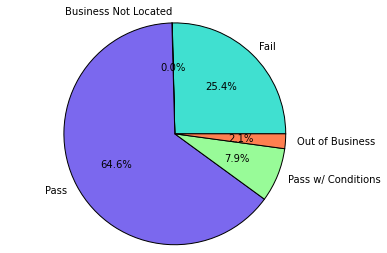 Business Not Located
Fail
0.0%
25.4%
2.1%
Out of Business
7.9%
64.6%
Pass w/ Conditions
Pass